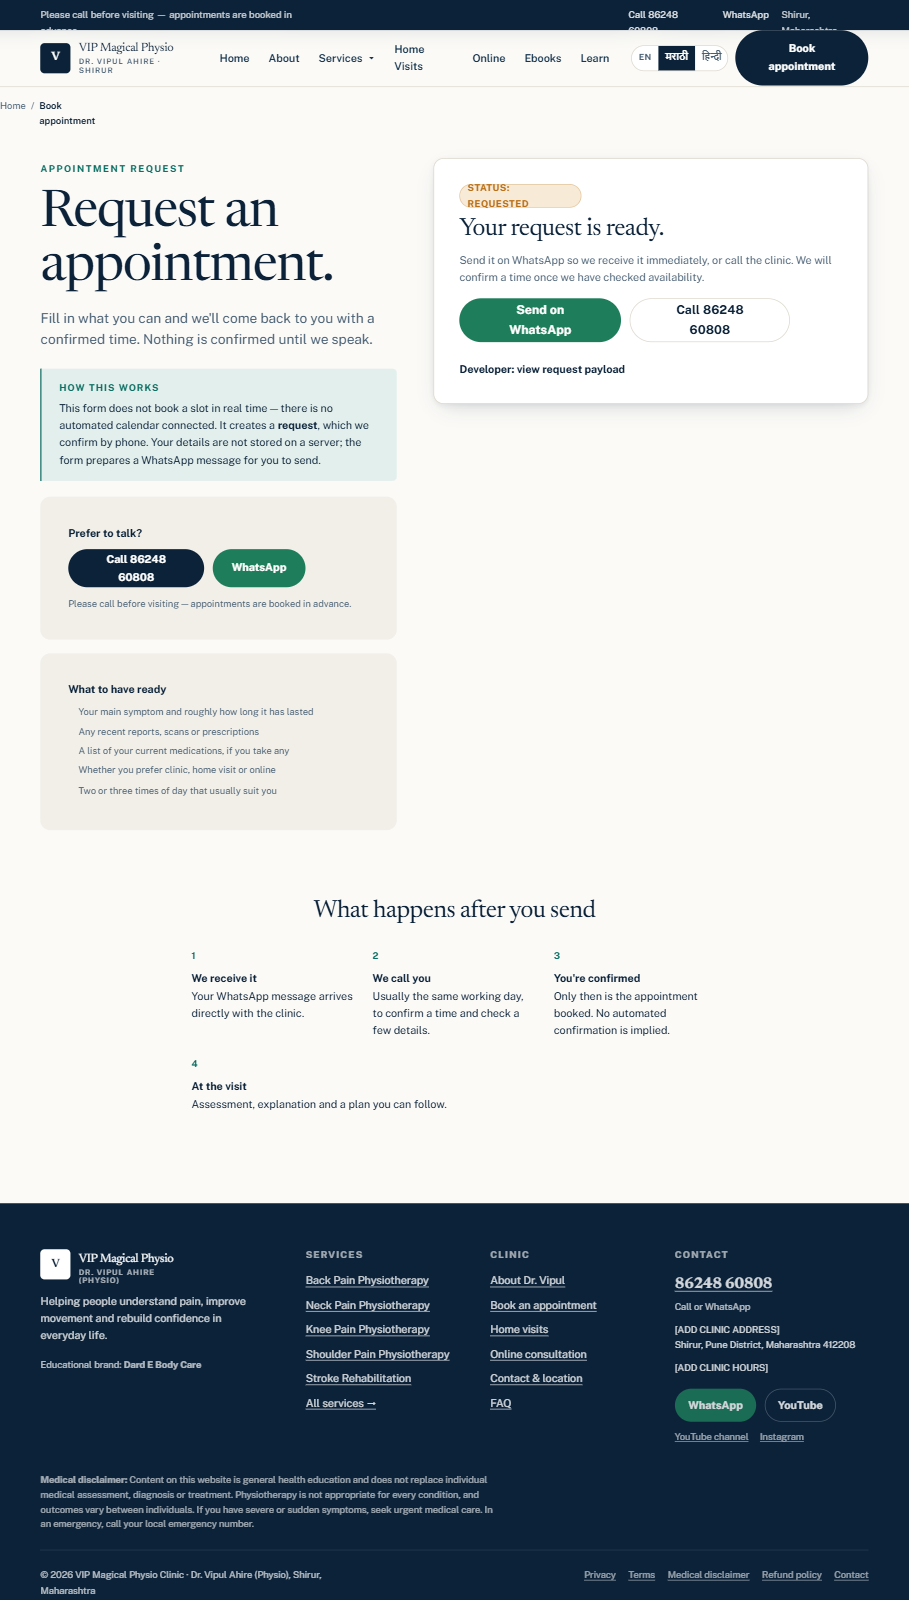 Please call before visiting — appointments are booked in
advance.
Call 86248
60808
WhatsApp
Shirur,
Maharashtra
V
VIP Magical Physio
DR. VIPUL AHIRE ·
SHIRUR
Home
About
Services
Home
Visits
Online
Ebooks
Learn
EN
मराठी
हिन्दी
Book
appointment
Home / Book
appointment
APPOINTMENT REQUEST
Request an
appointment.
Fill in what you can and we'll come back to you with a
confirmed time. Nothing is confirmed until we speak.
HOW THIS WORKS
This form does not book a slot in real time — there is no
automated calendar connected. It creates a request, which we
confirm by phone. Your details are not stored on a server; the
form prepares a WhatsApp message for you to send.
Prefer to talk?
Call 86248
60808
WhatsApp
Please call before visiting — appointments are booked in advance.
What to have ready
Your main symptom and roughly how long it has lasted
Any recent reports, scans or prescriptions
A list of your current medications, if you take any
Whether you prefer clinic, home visit or online
Two or three times of day that usually suit you
STATUS:
REQUESTED
Your request is ready.
Send it on WhatsApp so we receive it immediately, or call the clinic. We will
confirm a time once we have checked availability.
Send on
WhatsApp
Call 86248
60808
Developer: view request payload
What happens after you send
1
We receive it
Your WhatsApp message arrives
directly with the clinic.
2
We call you
Usually the same working day,
to confirm a time and check a
few details.
3
You're confirmed
Only then is the appointment
booked. No automated
confirmation is implied.
4
At the visit
Assessment, explanation and a plan you can follow.
V
VIP Magical Physio
DR. VIPUL AHIRE
(PHYSIO)
Helping people understand pain, improve
movement and rebuild confidence in
everyday life.
Educational brand: Dard E Body Care
SERVICES
Back Pain Physiotherapy
Neck Pain Physiotherapy
Knee Pain Physiotherapy
Shoulder Pain Physiotherapy
Stroke Rehabilitation
All services →
CLINIC
About Dr. Vipul
Book an appointment
Home visits
Online consultation
Contact & location
FAQ
CONTACT
86248 60808
Call or WhatsApp
[ADD CLINIC ADDRESS]
Shirur, Pune District, Maharashtra 412208
[ADD CLINIC HOURS]
WhatsApp
YouTube
YouTube channel
Instagram
Medical disclaimer: Content on this website is general health education and does not replace individual
medical assessment, diagnosis or treatment. Physiotherapy is not appropriate for every condition, and
outcomes vary between individuals. If you have severe or sudden symptoms, seek urgent medical care. In
an emergency, call your local emergency number.
© 2026 VIP Magical Physio Clinic · Dr. Vipul Ahire (Physio), Shirur,
Maharashtra
Privacy
Terms
Medical disclaimer
Refund policy
Contact